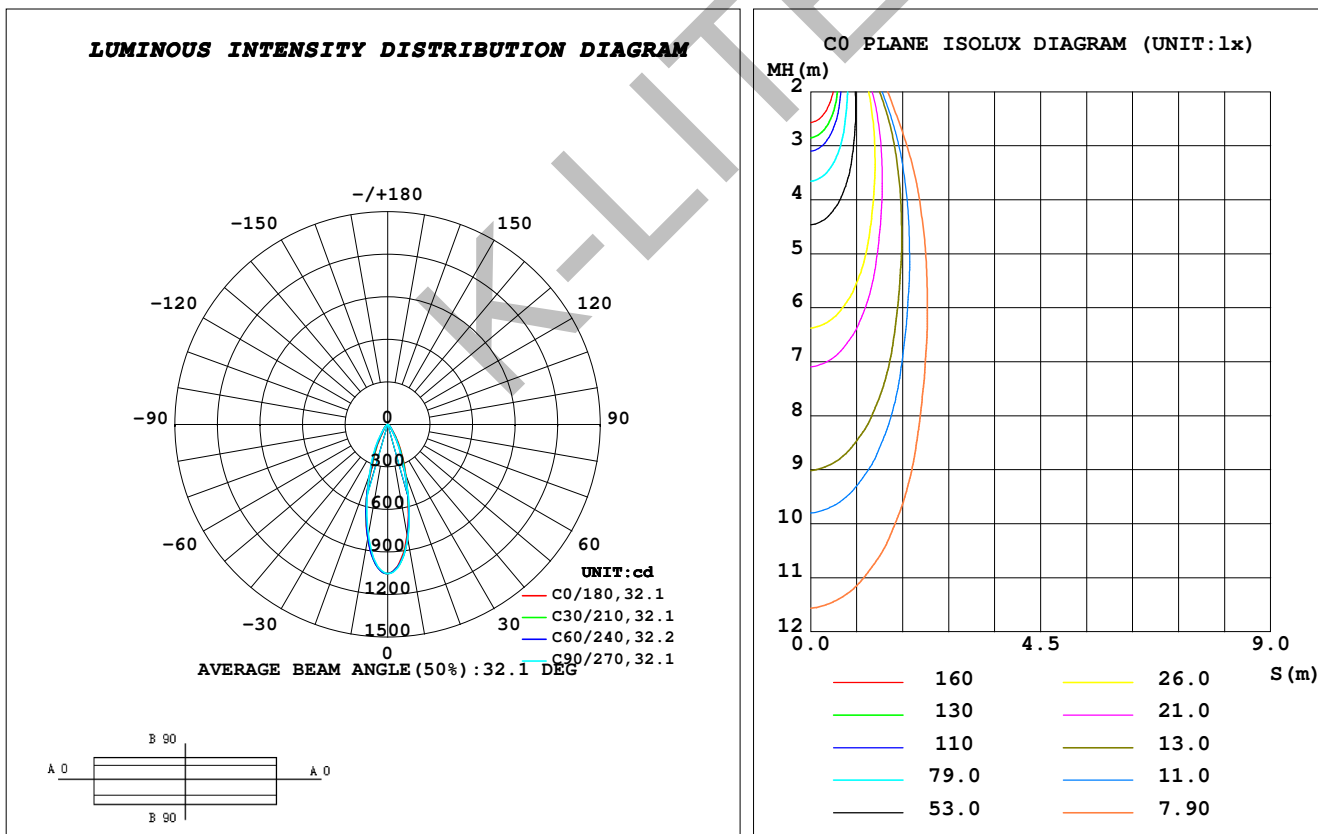 LUMINOUS INTENSITY DISTRIBUTION DIAGRAM
-/+180
-150
150
-120
120
-90
90
-60
60
-30
30
0
0
300
600
900
1200
1500
UNIT:cd
C0/180,32.1
C30/210,32.1
C60/240,32.2
C90/270,32.1
AVERAGE BEAM ANGLE(50%):32.1 DEG
B 90
A 0
A 0
B 90
C0 PLANE ISOLUX DIAGRAM (UNIT:lx)
MH(m)
2
3
4
5
6
7
8
9
10
11
12
0.0
4.5
9.0
S(m)
160
26.0
130
21.0
110
13.0
79.0
11.0
53.0
7.90
K-LITE